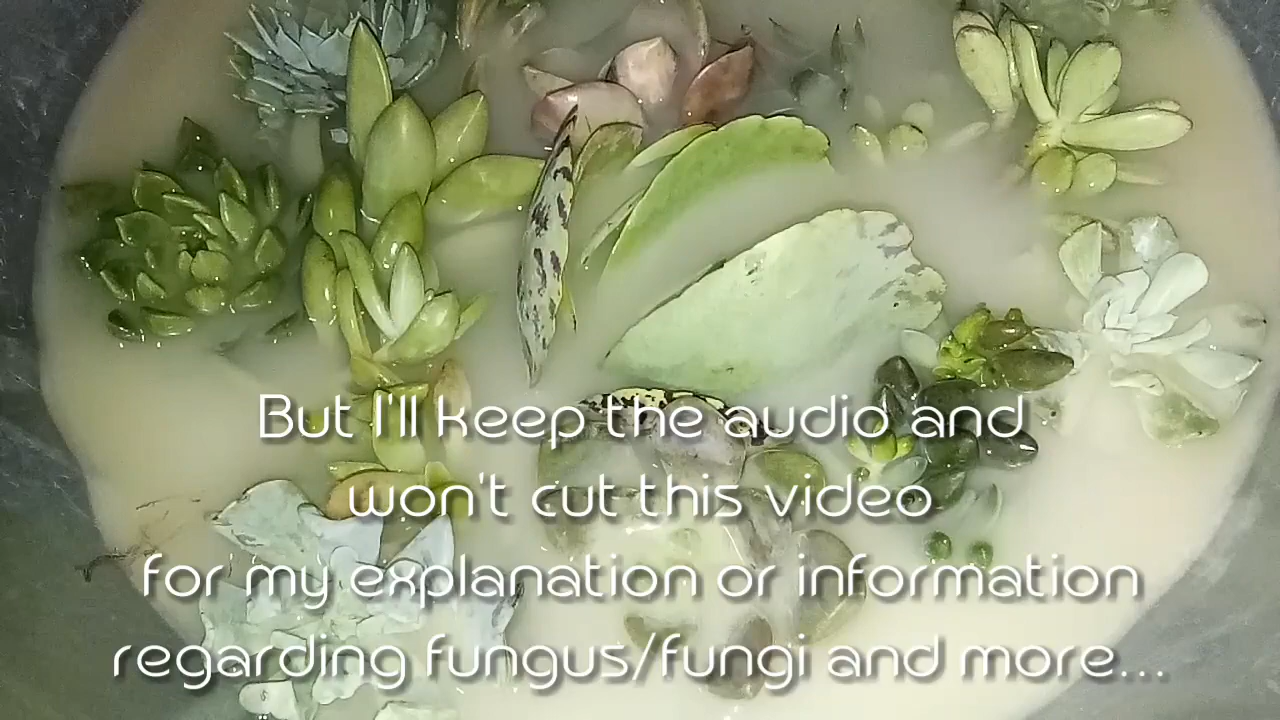 But I'll keep the audio and
won't cut this video
for my explanation or information
regarding fungus/fungi and more...